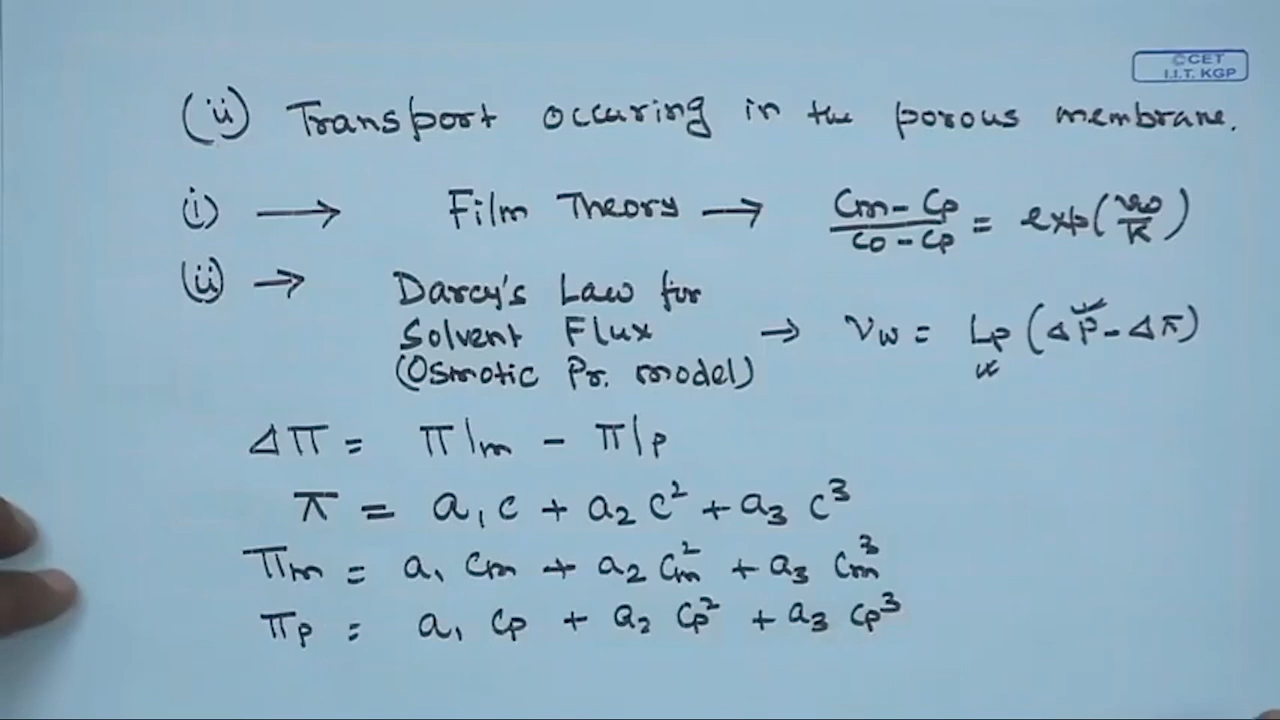 ©CET
I.I.T. KGP
(ii) Transport occuring in the porous membrane.
i) → Film Theory → (Cm - Cp)/(Co - Cp) = exp(vw/k)
(ii) → Darcy's Law for
Solvent Flux → vw = Lp (ΔP - Δπ)
(Osmotic Pr. model)
Δπ = π|m - π|p
π = a1c + a2 c² + a3 c³
πm = a1 cm + a2 cm² + a3 cm³
πp = a1 cp + a2 cp² + a3 cp³